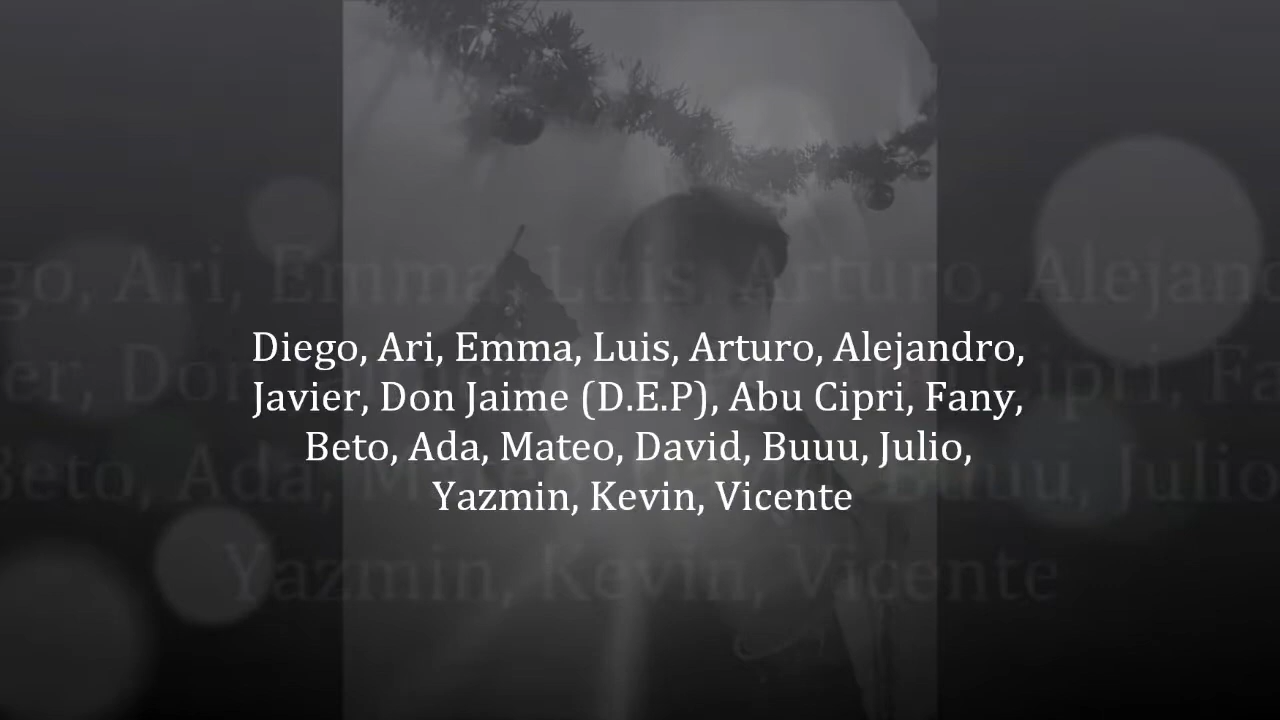 Diego, Ari, Emma, Luis, Arturo, Alejandro,
Javier, Don Jaime (D.E.P), Abu Cipri, Fany,
Beto, Ada, Mateo, David, Buuu, Julio,
Yazmin, Kevin, Vicente